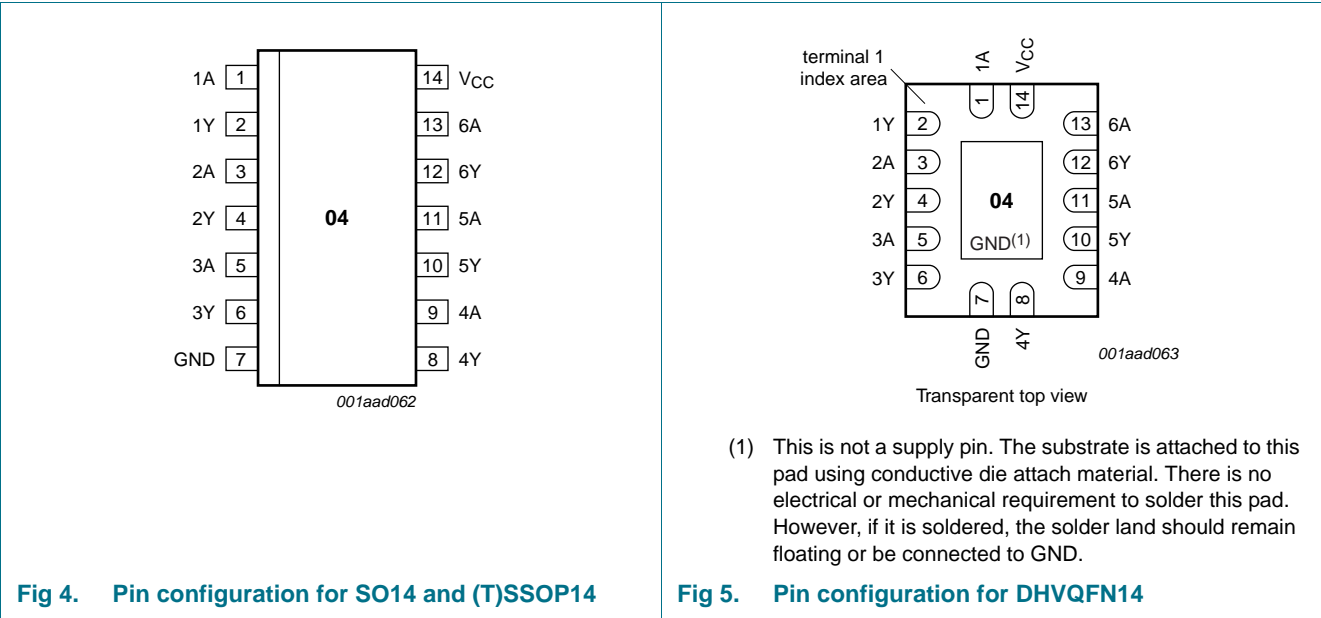 1A 1 14 VCC
1Y 2 13 6A
2A 3 12 6Y
2Y 4 04 11 5A
3A 5 10 5Y
3Y 6 9 4A
GND 7 8 4Y
001aad062
Fig 4. Pin configuration for SO14 and (T)SSOP14
terminal 1
index area
1A VCC
1 14
1Y 2 13 6A
2A 3 12 6Y
2Y 4 04 11 5A
3A 5 GND(1) 10 5Y
3Y 6 9 4A
7 8
GND 4Y
001aad063
Transparent top view
(1) This is not a supply pin. The substrate is attached to this
pad using conductive die attach material. There is no
electrical or mechanical requirement to solder this pad.
However, if it is soldered, the solder land should remain
floating or be connected to GND.
Fig 5. Pin configuration for DHVQFN14